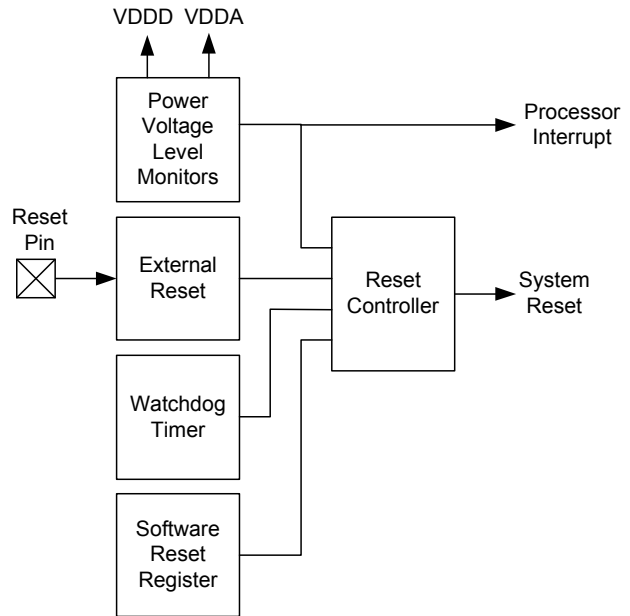 VDDD VDDA
Power
Voltage
Level
Monitors
Processor
Interrupt
Reset
Pin
External
Reset
Reset
Controller
System
Reset
Watchdog
Timer
Software
Reset
Register